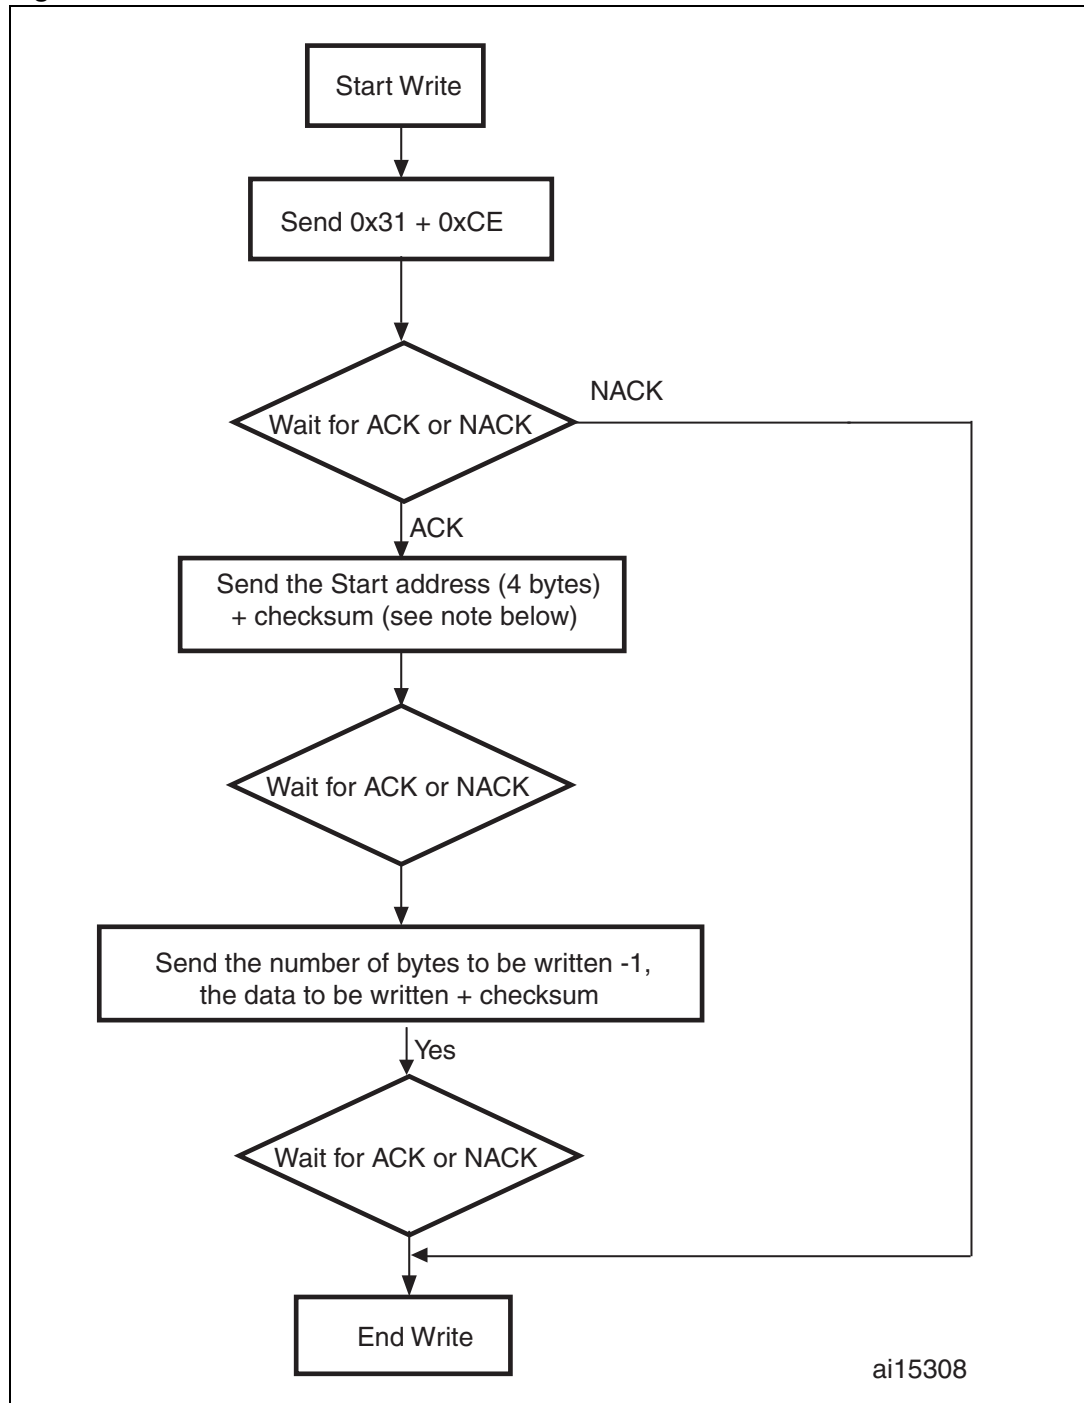 Start Write
Send 0x31 + 0xCE
Wait for ACK or NACK
NACK
ACK
Send the Start address (4 bytes)
+ checksum (see note below)
Wait for ACK or NACK
Send the number of bytes to be written -1,
the data to be written + checksum
Yes
Wait for ACK or NACK
End Write
ai15308